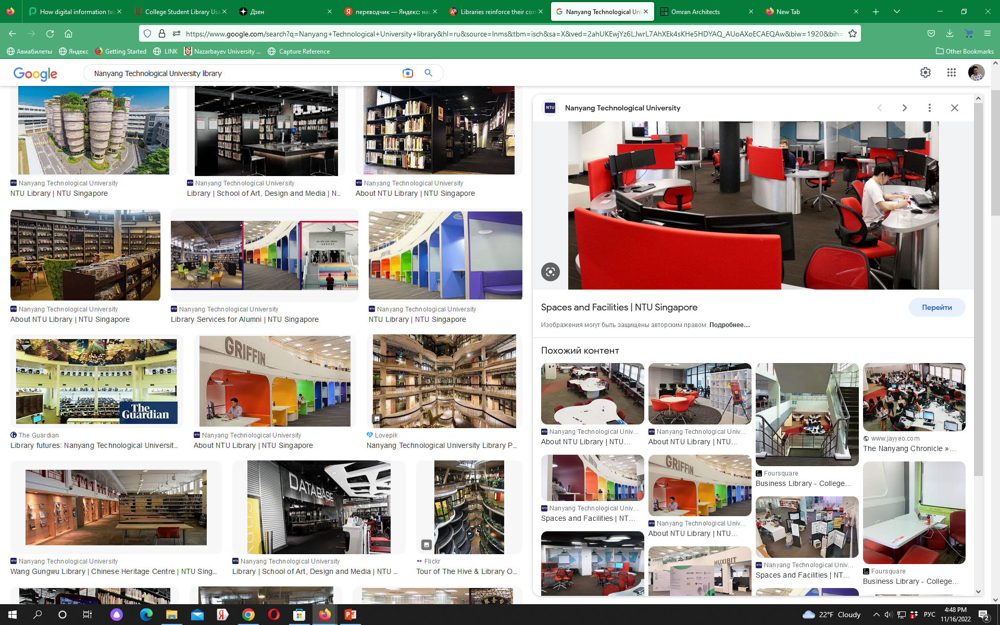 How digital information tec
College Student Library Usa
Дзен
переводчик — Яндекс: на
Libraries reinforce their con
Nanyang Technological Uni
Omran Architects
New Tab
https://www.google.com/search?q=Nanyang+Technological+University+library&hl=ru&source=lnms&tbm=isch&sa=X&ved=2ahUKEwjYz6LJwrL7AhXEk4sKHe5HDYAQ_AUoAXoECAEQAw&biw=1920&bih=
Авиабилеты
Яндекс
Getting Started
LINK
Nazarbayev University ...
Capture Reference
Other Bookmarks
Google
Nanyang Technological University library
Nanyang Technological University
NTU Library | NTU Singapore
Nanyang Technological University
Library | School of Art, Design and Media | N...
Nanyang Technological University
About NTU Library | NTU Singapore
Nanyang Technological University
About NTU Library | NTU Singapore
Nanyang Technological University
Library Services for Alumni | NTU Singapore
GRIFFIN
Nanyang Technological University
NTU Library | NTU Singapore
The
Guardian
The Guardian
Library futures: Nanyang Technological Universit...
GRIFFIN
Nanyang Technological University
About NTU Library | NTU Singapore
Lovepik
Nanyang Technological University Library P...
Nanyang Technological University
Wang Gungwu Library | Chinese Heritage Centre | NTU Sing...
DATABASE
Nanyang Technological University
Library | School of Art, Design and Media | NTU ...
Flickr
Tour of The Hive & Library O...
NTU
Nanyang Technological University
Spaces and Facilities | NTU Singapore
Перейти
Изображения могут быть защищены авторским правом. Подробнее...
Похожий контент
Nanyang Technological Univ...
About NTU Library | NTU...
Highlights
Nanyang Technological Univ...
About NTU Library | NTU...
B2
Foursquare
Business Library - College...
www.jayyeo.com
The Nanyang Chronicle »...
Nanyang Technological Univ...
Spaces and Facilities | NT...
GRIFFIN
Nanyang Technological Univ...
About NTU Library | NTU...
Nanyang Technological Univ...
Spaces and Facilities | NT...
Foursquare
Business Library - College...
HUXIBIT
22°F Cloudy
РУС
4:48 PM
11/16/2022
2